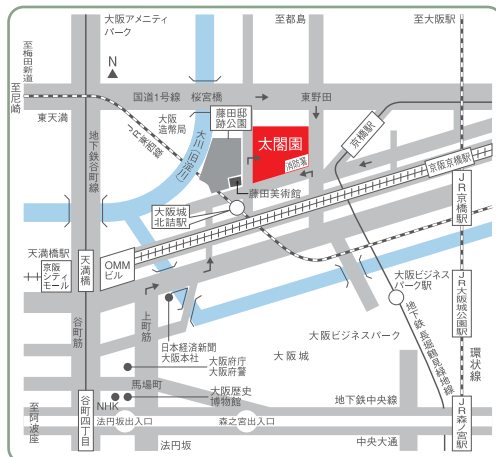 至都島
至大阪駅
大阪アメニティ
パーク
至梅田新道
N
至尼崎
国道1号線
桜宮橋
藤田邸
跡公園
東野田
東天満
大阪
造幣局
JR東西線
大川(旧淀川)
太閤園
消防署
京橋駅
京阪京橋駅
JR京橋駅
地下鉄谷町線
藤田美術館
大阪城
北詰駅
天満橋駅
京阪
シティ
モール
天満橋
OMM
ビル
大阪ビジネス
パーク駅
JR大阪城公園駅
谷町筋
上町筋
日本経済新聞
大阪本社
大阪ビジネスパーク
地下鉄 長堀鶴見緑地線
大阪城
大阪府庁
大阪府警
環状線
馬場町
大阪歴史
博物館
NHK
地下鉄中央線
至阿波座
谷町四丁目
法円坂出入口
森之宮出入口
JR森ノ宮駅
法円坂
中央大通